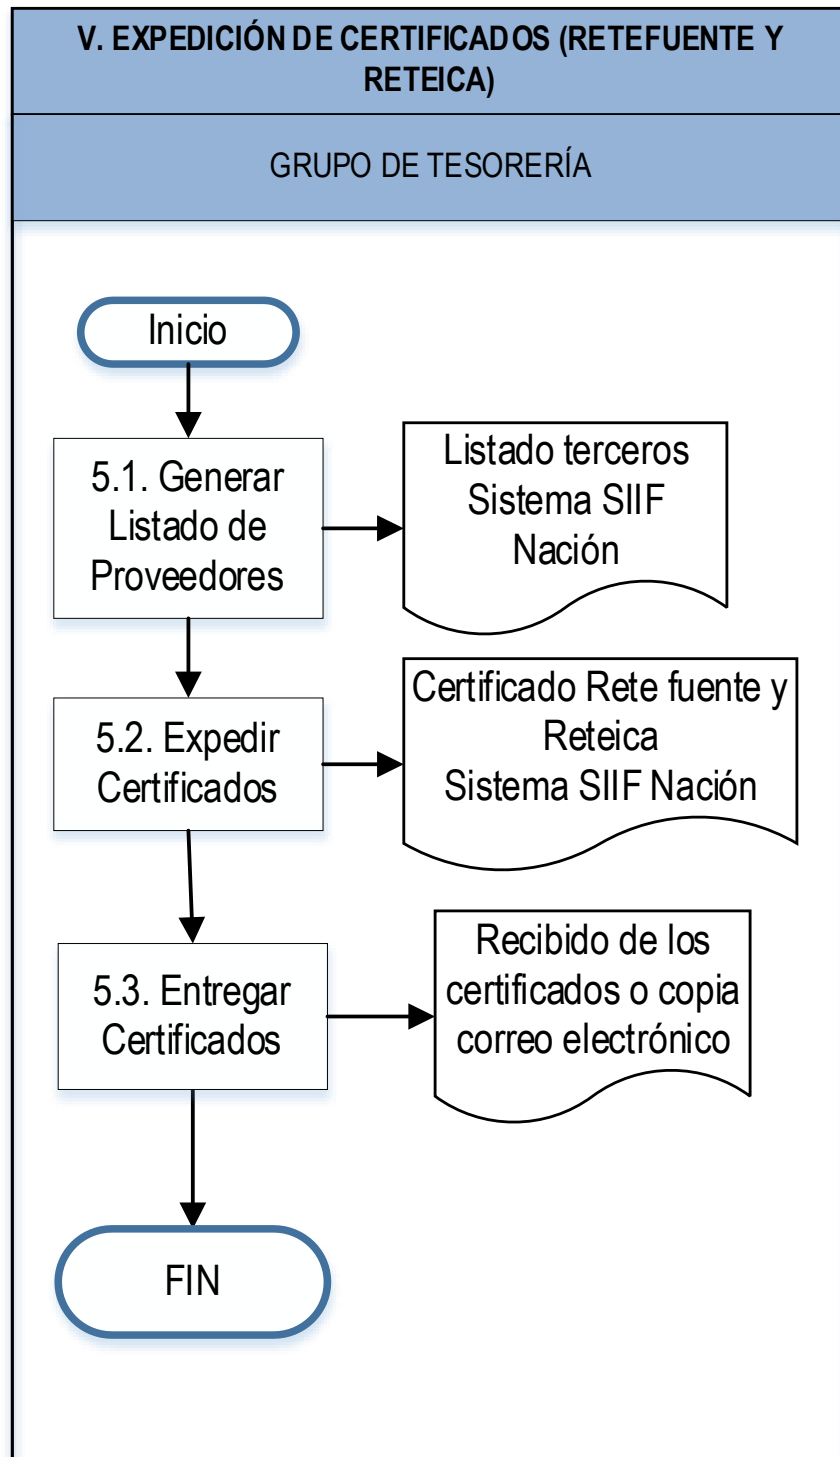 V. EXPEDICIÓN DE CERTIFICADOS (RETEFUENTE Y
RETEICA)
GRUPO DE TESORERÍA
Inicio
5.1. Generar
Listado de
Proveedores
Listado terceros
Sistema SIIF
Nación
5.2. Expedir
Certificados
Certificado Rete fuente y
Reteica
Sistema SIIF Nación
5.3. Entregar
Certificados
Recibido de los
certificados o copia
correo electrónico
FIN